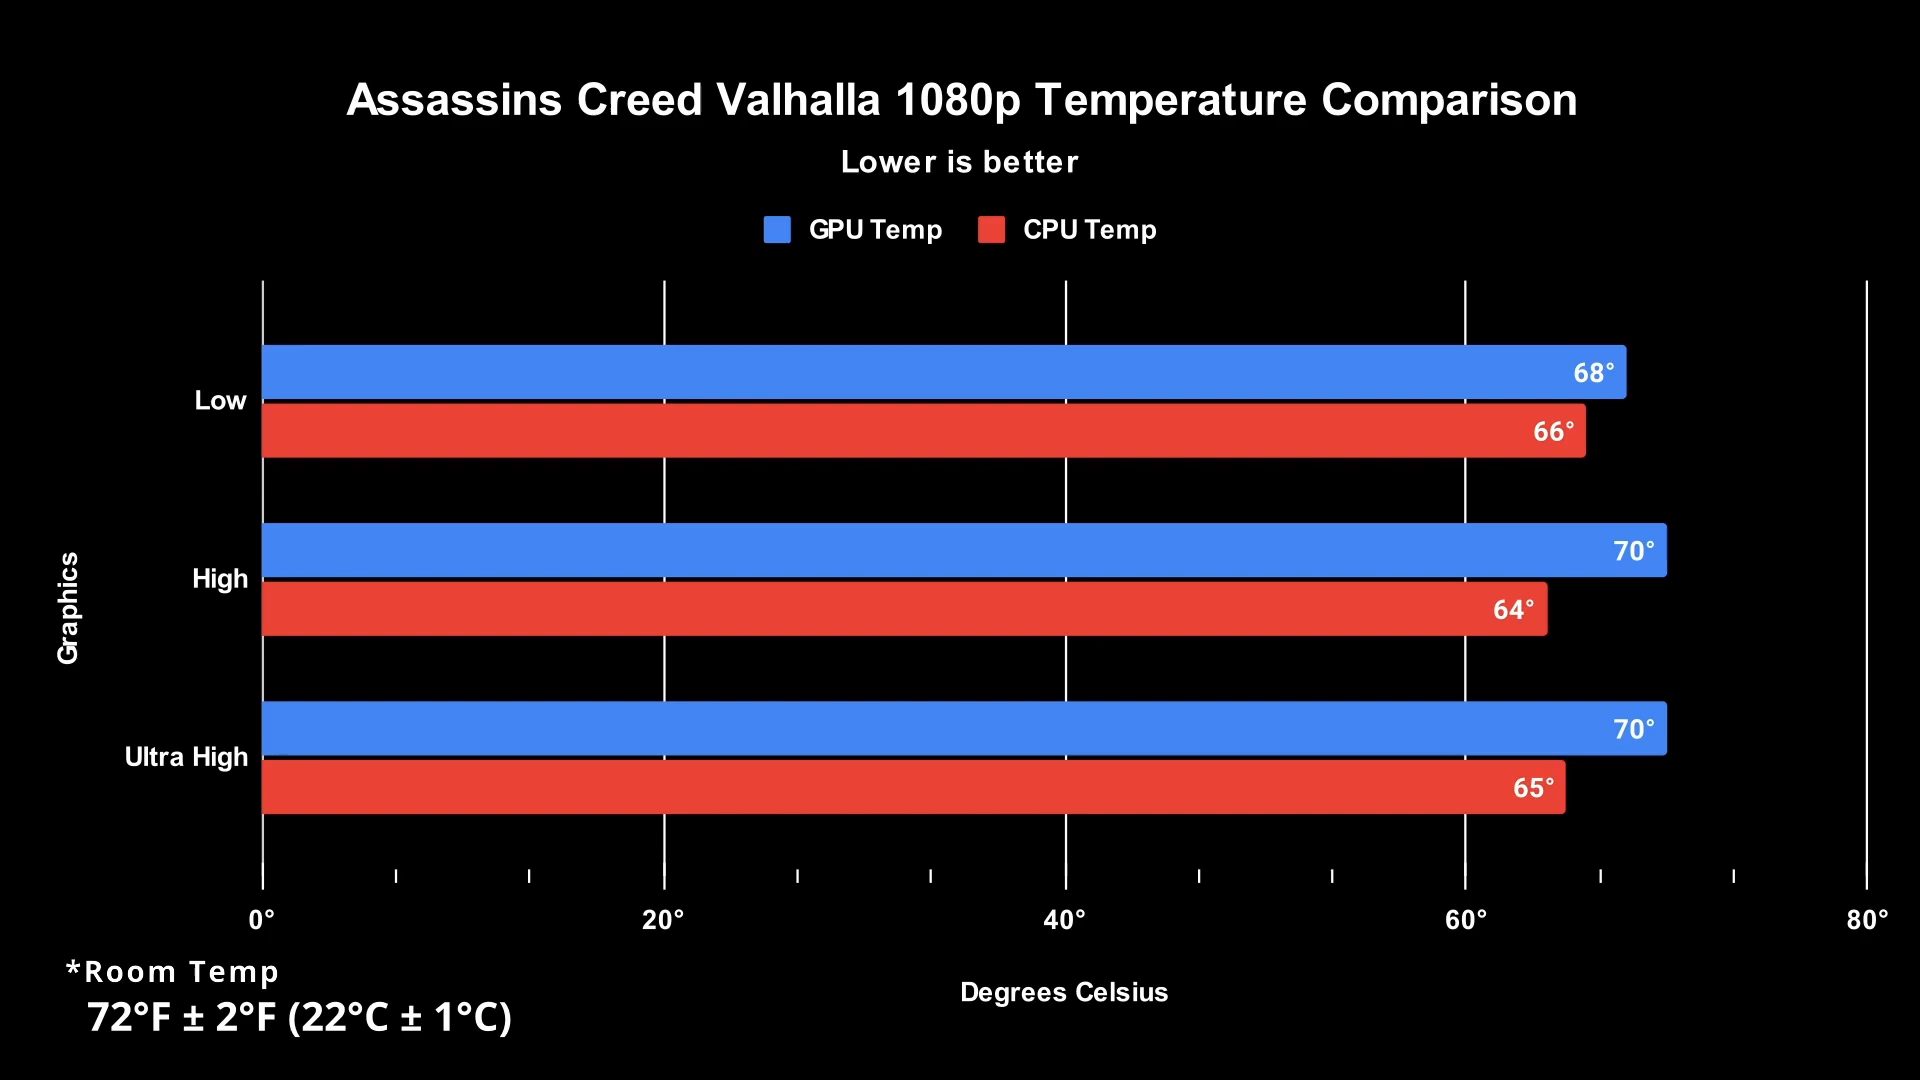 Assassins Creed Valhalla 1080p Temperature Comparison
Lower is better
GPU Temp CPU Temp
68°
Low
66°
70°
High
64°
Graphics
70°
Ultra High
65°
0° 20° 40° 60° 80°
*Room Temp
Degrees Celsius
72°F ± 2°F (22°C ± 1°C)